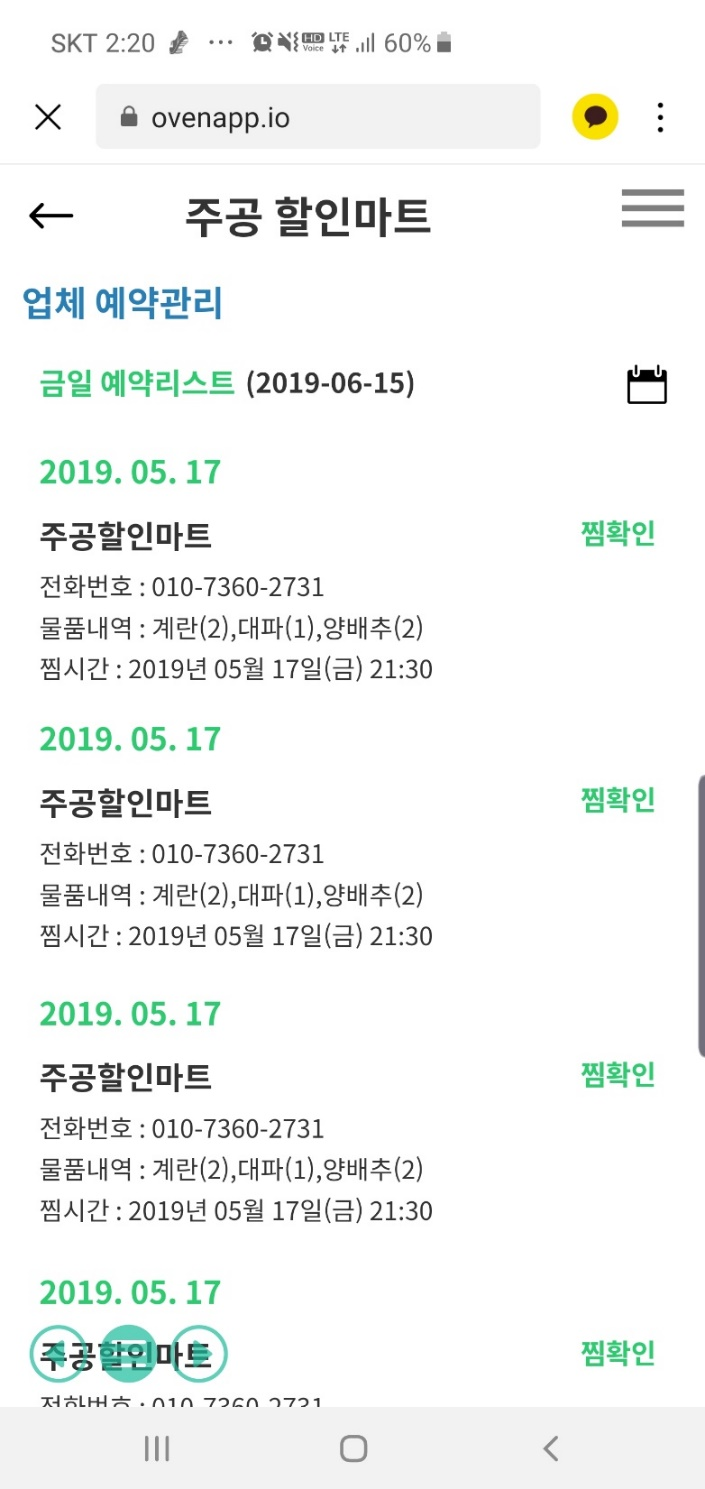 SKT 2:20 ··· HD Voice LTE 60%
ovenapp.io
주공 할인마트
업체 예약관리
금일 예약리스트 (2019-06-15)
2019. 05. 17
주공할인마트 찜확인
전화번호 : 010-7360-2731
물품내역 : 계란(2),대파(1),양배추(2)
찜시간 : 2019년 05월 17일(금) 21:30
2019. 05. 17
주공할인마트 찜확인
전화번호 : 010-7360-2731
물품내역 : 계란(2),대파(1),양배추(2)
찜시간 : 2019년 05월 17일(금) 21:30
2019. 05. 17
주공할인마트 찜확인
전화번호 : 010-7360-2731
물품내역 : 계란(2),대파(1),양배추(2)
찜시간 : 2019년 05월 17일(금) 21:30
2019. 05. 17
주공할인마트 찜확인
전화번호 : 010-7360-2731